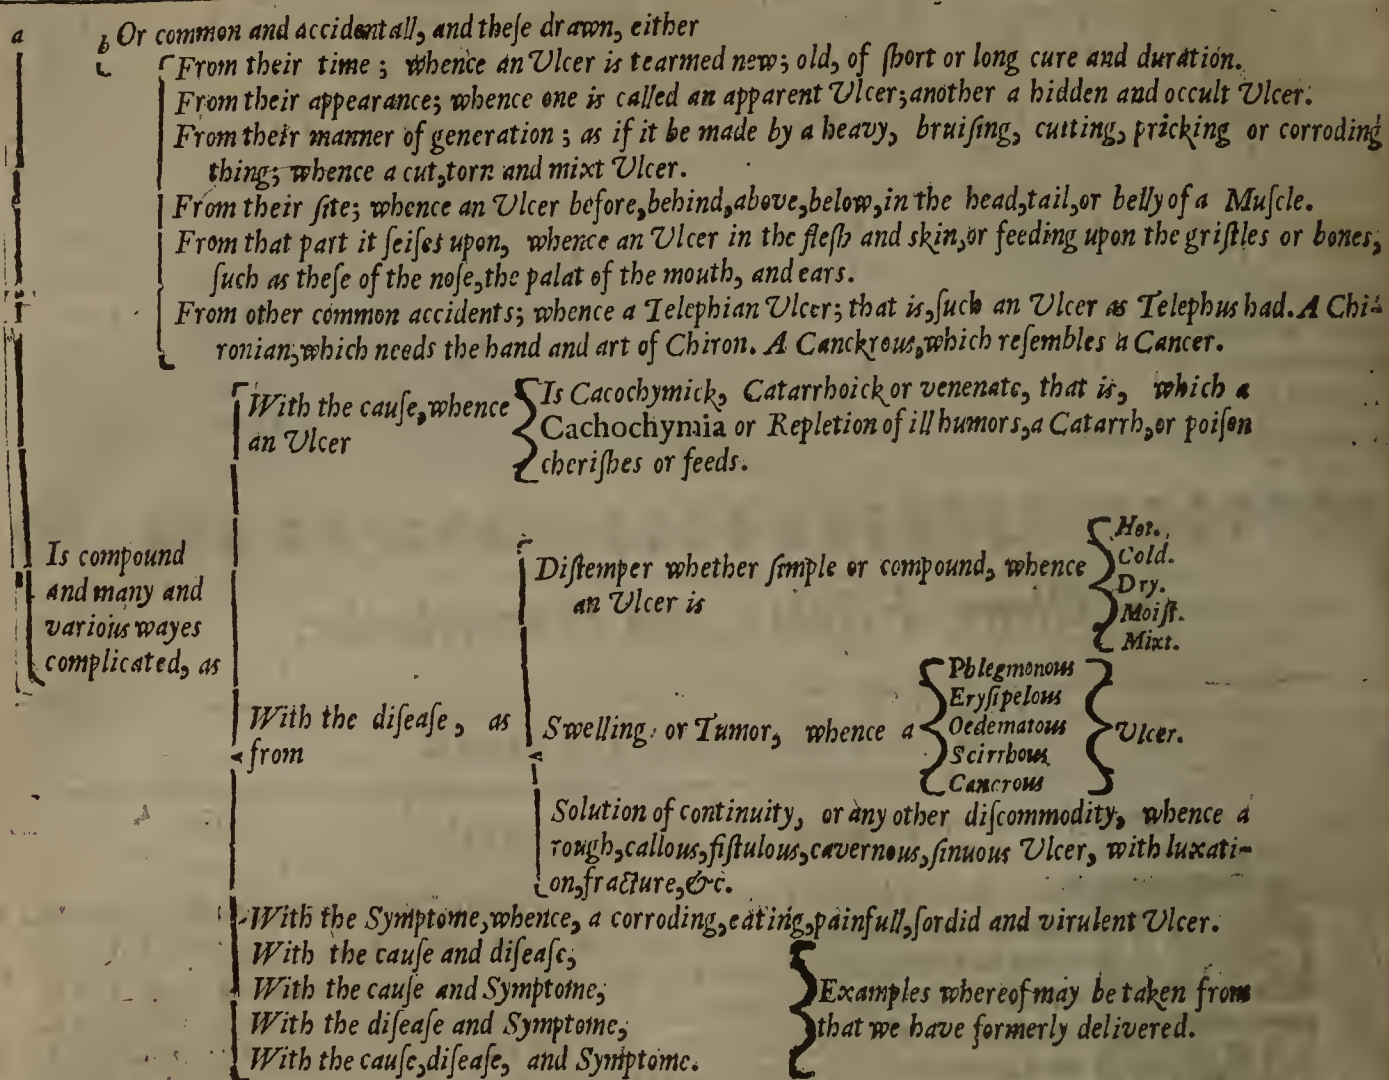 a
b Or common and accidentall, and theſe drawn, either
From their time ; whence an Ulcer is tearmed new; old, of ſhort or long cure and duration.
From their appearance; whence one is called an apparent Ulcer; another a hidden and occult Ulcer.
From their manner of generation ; as if it be made by a heavy, bruiſing, cutting, pricking or corroding
thing; whence a cut, torn and mixt Ulcer.
From their ſite; whence an Ulcer before, behind, above, below, in the head, tail, or belly of a Muſcle.
From that part it ſeiſes upon, whence an Ulcer in the fleſh and skin, or feeding upon the griſtles or bones,
ſuch as theſe of the noſe, the palat of the mouth, and ears.
From other common accidents; whence a Telephian Ulcer; that is, ſuch an Ulcer as Telephus had. A Chi-
ronian, which needs the hand and art of Chiron. A Canckrous, which reſembles a Cancer.
Is compound
and many and
various wayes
complicated, as
With the cauſe, whence
an Ulcer
Is Cacochymick, Catarrhoick or venenate, that is, which a
Cachochymia or Repletion of ill humors, a Catarrh, or poiſon
cheriſhes or feeds.
With the diſeaſe, as
from
Diſtemper whether ſimple or compound, whence
an Ulcer is
Hot.
Cold.
Dry.
Moiſt.
Mixt.
Swelling or Tumor, whence a
Phlegmonous
Eryſipelous
Oedematous
Scirrhous
Cancrous
Ulcer.
Solution of continuity, or any other diſcommodity, whence a
rough, callous, fiſtulous, cavernous, ſinuous Ulcer, with luxati-
on, fracture, &c.
With the Symptome, whence, a corroding, eating, painfull, ſordid and virulent Ulcer.
With the cauſe and diſeaſe,
With the cauſe and Symptome,
With the diſeaſe and Symptome,
With the cauſe, diſeaſe, and Symptome.
Examples whereof may be taken from
that we have formerly delivered.